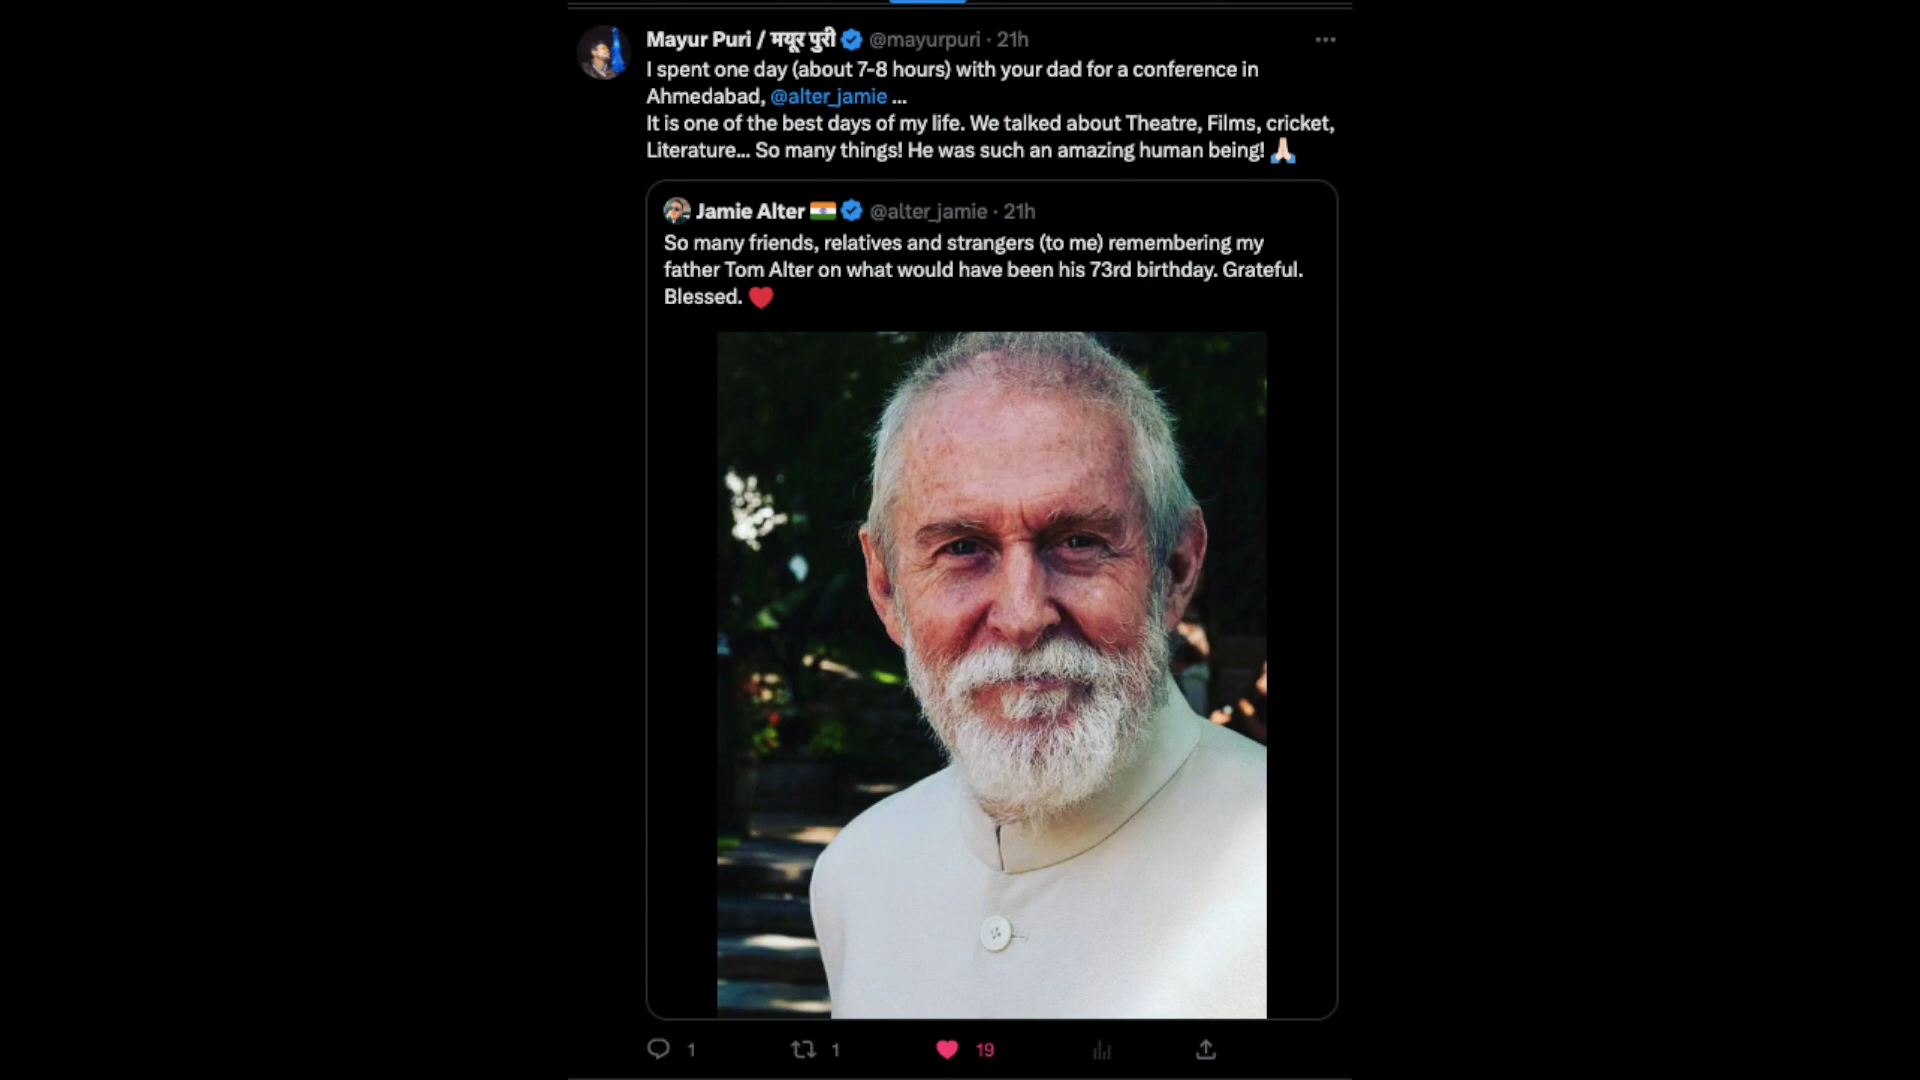 Mayur Puri / मयूर पुरी @mayurpuri · 21h
I spent one day (about 7-8 hours) with your dad for a conference in
Ahmedabad, @alter_jamie ...
It is one of the best days of my life. We talked about Theatre, Films, cricket,
Literature... So many things! He was such an amazing human being! 🙏🏻
Jamie Alter 🇮🇳 @alter_jamie · 21h
So many friends, relatives and strangers (to me) remembering my
father Tom Alter on what would have been his 73rd birthday. Grateful.
Blessed. ❤️
1 1 19